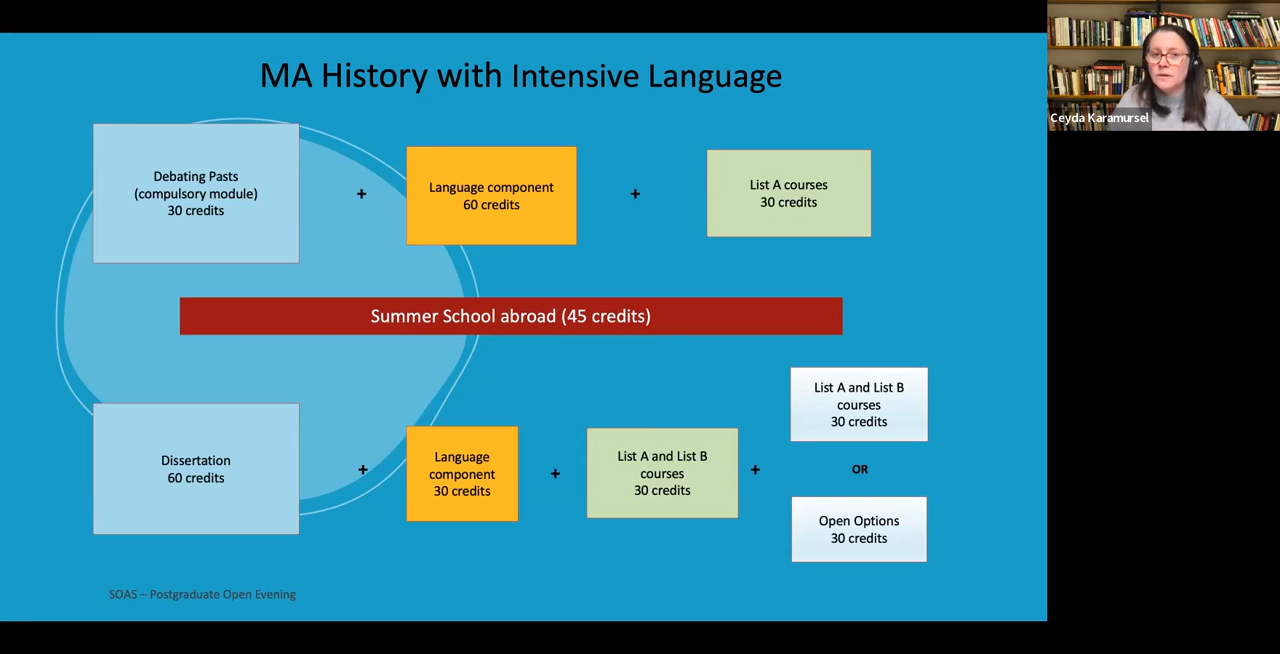 MA History with Intensive Language
Ceyda Karamursel
Debating Pasts
(compulsory module)
30 credits
+
Language component
60 credits
+
List A courses
30 credits
Summer School abroad (45 credits)
Dissertation
60 credits
+
Language
component
30 credits
+
List A and List B
courses
30 credits
+
List A and List B
courses
30 credits
OR
Open Options
30 credits
SOAS – Postgraduate Open Evening